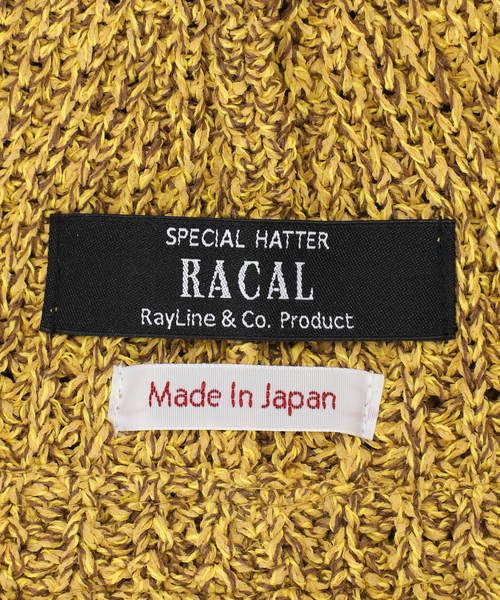 SPECIAL HATTER
RACAL
RayLine & Co. Product
Made In Japan